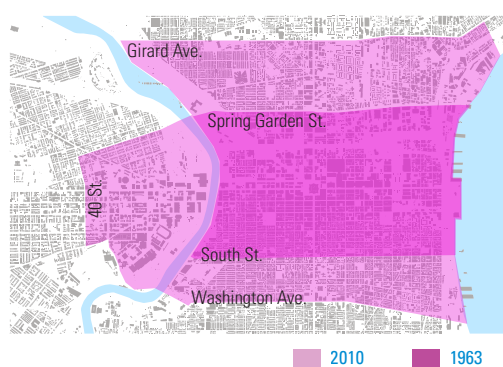 Girard Ave.
Spring Garden St.
40 St.
South St.
Washington Ave.
2010 1963